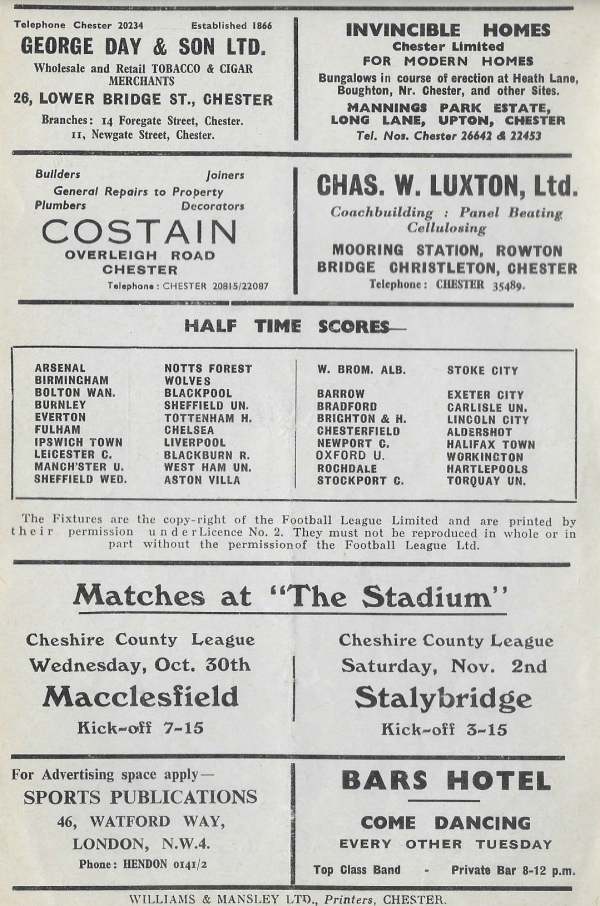 Telephone Chester 20234 Established 1866
GEORGE DAY & SON LTD.
Wholesale and Retail TOBACCO & CIGAR
MERCHANTS
26, LOWER BRIDGE ST., CHESTER
Branches: 14 Foregate Street, Chester.
11, Newgate Street, Chester.
INVINCIBLE HOMES
Chester Limited
FOR MODERN HOMES
Bungalows in course of erection at Heath Lane,
Boughton, Nr. Chester, and other Sites.
MANNINGS PARK ESTATE,
LONG LANE, UPTON, CHESTER
Tel. Nos. Chester 26642 & 22453
Builders Joiners
General Repairs to Property
Plumbers Decorators
COSTAIN
OVERLEIGH ROAD
CHESTER
Telephone: CHESTER 20815/22087
CHAS. W. LUXTON, Ltd.
Coachbuilding : Panel Beating
Cellulosing
MOORING STATION, ROWTON
BRIDGE CHRISTLETON, CHESTER
Telephone: CHESTER 35489.
HALF TIME SCORES—
ARSENAL NOTTS FOREST
BIRMINGHAM WOLVES
BOLTON WAN. BLACKPOOL
BURNLEY SHEFFIELD UN.
EVERTON TOTTENHAM H.
FULHAM CHELSEA
IPSWICH TOWN LIVERPOOL
LEICESTER C. BLACKBURN R.
MANCH'STER U. WEST HAM UN.
SHEFFIELD WED. ASTON VILLA
W. BROM. ALB. STOKE CITY
BARROW EXETER CITY
BRADFORD CARLISLE UN.
BRIGHTON & H. LINCOLN CITY
CHESTERFIELD ALDERSHOT
NEWPORT C. HALIFAX TOWN
OXFORD U. WORKINGTON
ROCHDALE HARTLEPOOLS
STOCKPORT C. TORQUAY UN.
The Fixtures are the copy-right of the Football League Limited and are printed by
their permission underLicence No. 2. They must not be reproduced in whole or in
part without the permissionof the Football League Ltd.
Matches at "The Stadium"
Cheshire County League
Wednesday, Oct. 30th
Macclesfield
Kick-off 7-15
Cheshire County League
Saturday, Nov. 2nd
Stalybridge
Kick-off 3-15
For Advertising space apply—
SPORTS PUBLICATIONS
46, WATFORD WAY,
LONDON, N.W.4.
Phone: HENDON 0141/2
BARS HOTEL
COME DANCING
EVERY OTHER TUESDAY
Top Class Band - Private Bar 8-12 p.m.
WILLIAMS & MANSLEY LTD., Printers, CHESTER.